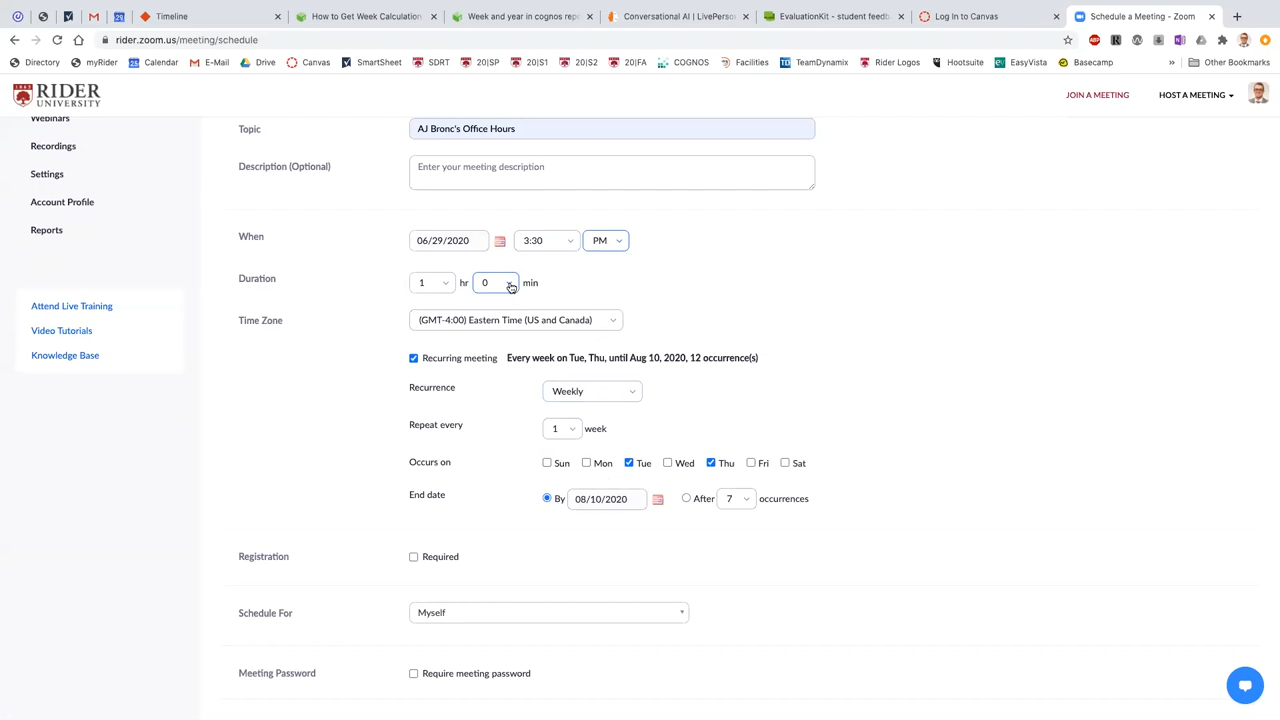 Timeline
How to Get Week Calculation
Week and year in cognos rep
Conversational AI | LivePerso
EvaluationKit - student feedb
Log In to Canvas
Schedule a Meeting - Zoom
rider.zoom.us/meeting/schedule
Directory myRider Calendar E-Mail Drive Canvas SmartSheet SDRT 20|SP 20|S1 20|S2 20|FA COGNOS Facilities TeamDynamix Rider Logos Hootsuite EasyVista Basecamp » Other Bookmarks
RIDER
UNIVERSITY
JOIN A MEETING HOST A MEETING
Webinars
Recordings
Settings
Account Profile
Reports
Attend Live Training
Video Tutorials
Knowledge Base
Topic AJ Bronc's Office Hours
Description (Optional) Enter your meeting description
When 06/29/2020 3:30 PM
Duration 1 hr 0 min
Time Zone (GMT-4:00) Eastern Time (US and Canada)
Recurring meeting Every week on Tue, Thu, until Aug 10, 2020, 12 occurrence(s)
Recurrence Weekly
Repeat every 1 week
Occurs on Sun Mon Tue Wed Thu Fri Sat
End date By 08/10/2020 After 7 occurrences
Registration Required
Schedule For Myself
Meeting Password Require meeting password